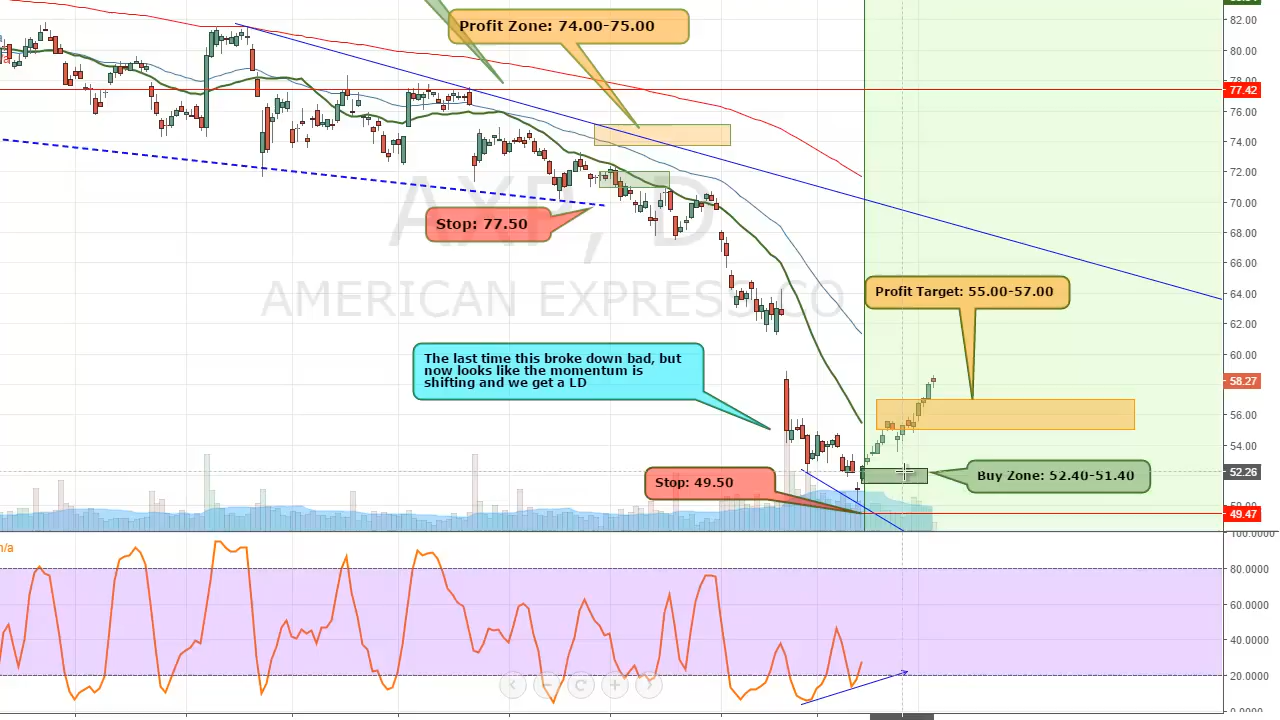 82.00
Profit Zone: 74.00-75.00
80.00
78.00
77.42
76.00
74.00
72.00
70.00
AXP, D
Stop: 77.50
68.00
66.00
AMERICAN EXPRESS CO
Profit Target: 55.00-57.00
64.00
62.00
The last time this broke down bad, but
now looks like the momentum is
shifting and we get a LD
60.00
58.27
56.00
54.00
Stop: 49.50
52.26
Buy Zone: 52.40-51.40
50.00
49.47
100.0000
n/a
80.0000
60.0000
40.0000
20.0000
0.0000